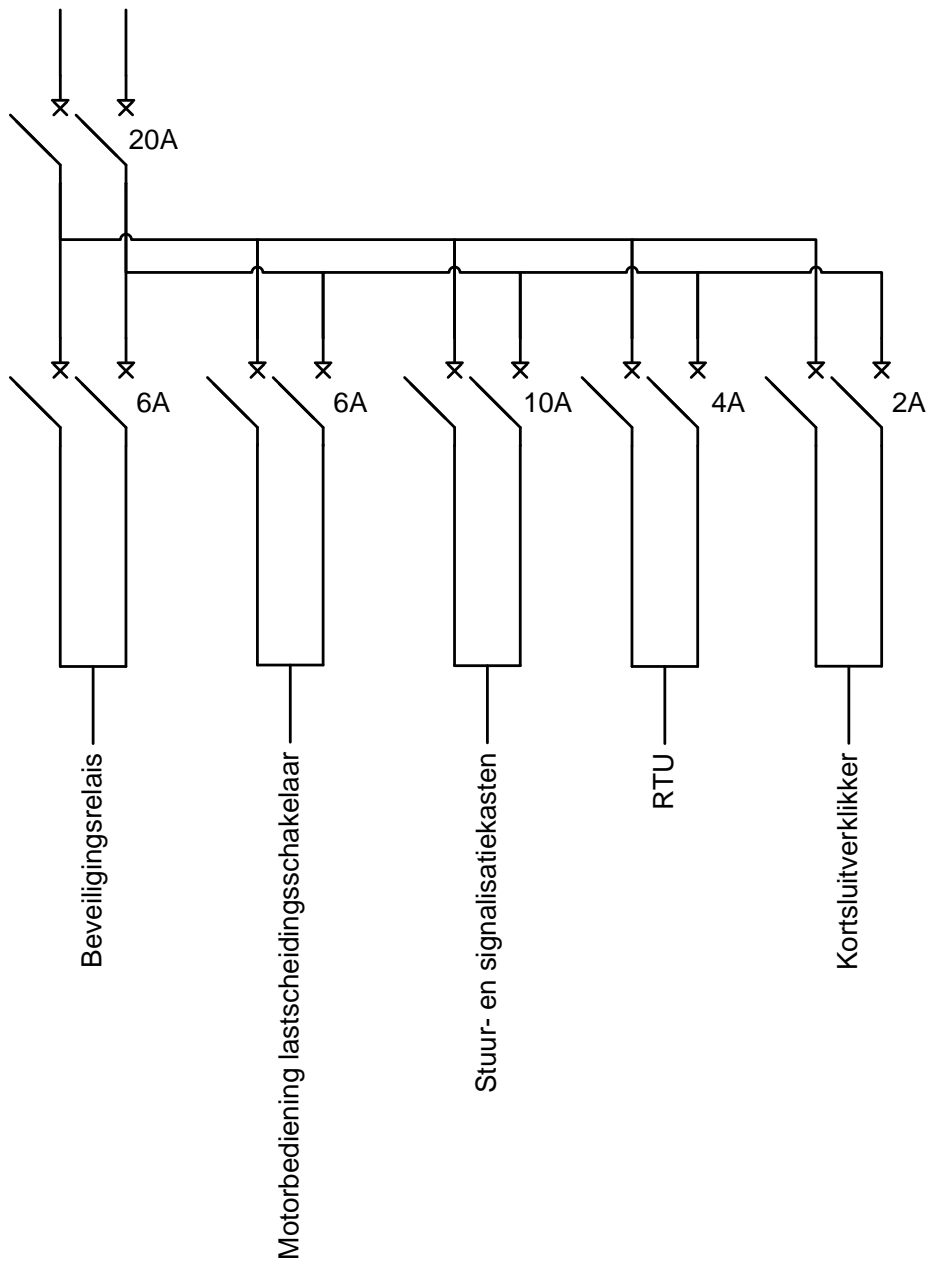 20A
6A
6A
10A
4A
2A
Beveiligingsrelais
Motorbediening lastscheidingsschakelaar
Stuur- en signalisatiekasten
RTU
Kortsluitverklikker